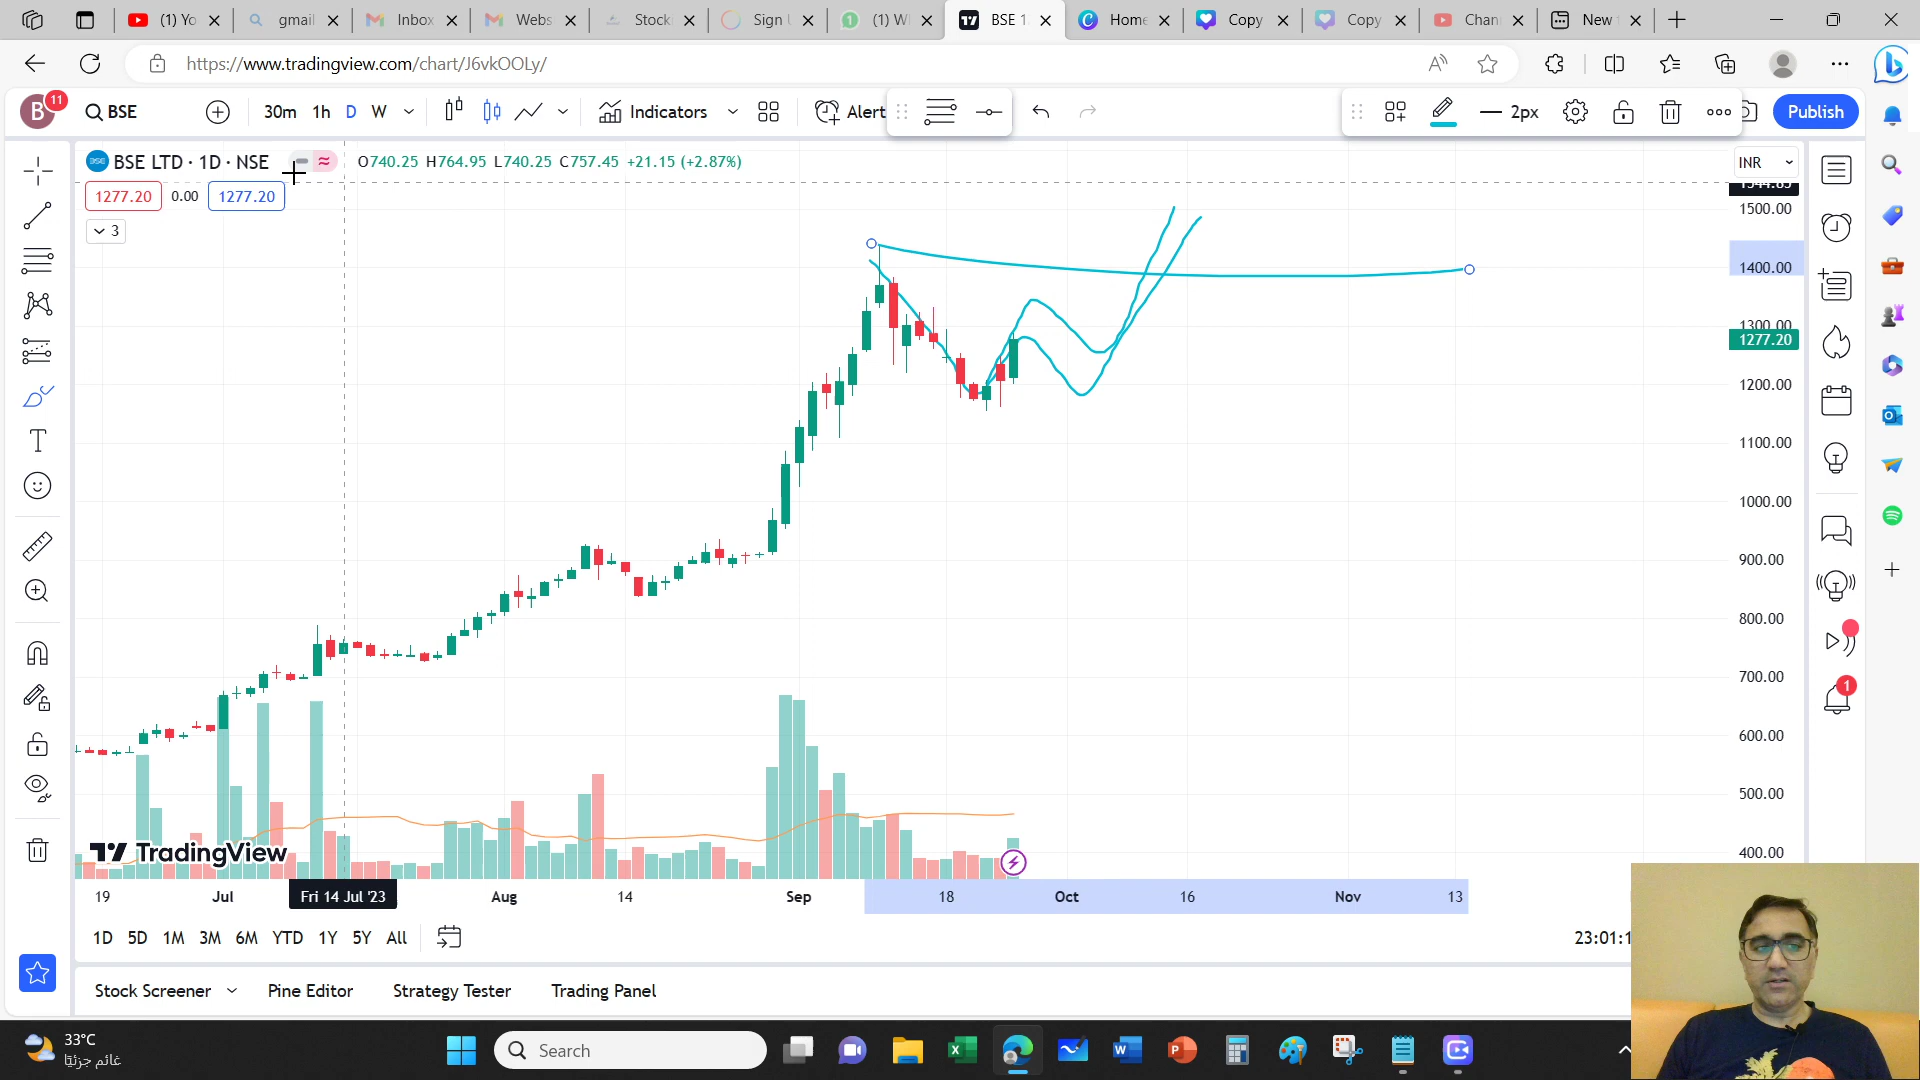 (1) Yo
gmail
Inbox
Webs
Stock
Sign U
(1) W
BSE 1
Home
Copy
Copy
Chan
New
https://www.tradingview.com/chart/J6vkOOLy/
B
11
BSE
30m 1h D W
Indicators
Alert
2px
Publish
BSE LTD · 1D · NSE
O740.25 H764.95 L740.25 C757.45 +21.15 (+2.87%)
INR
1277.20 0.00 1277.20
3
1544.85
1500.00
1400.00
1300.00
1277.20
1200.00
1100.00
1000.00
900.00
800.00
700.00
600.00
500.00
400.00
1
TradingView
19
Jul
Fri 14 Jul '23
Aug
14
Sep
18
Oct
16
Nov
13
1D 5D 1M 3M 6M YTD 1Y 5Y All
23:01:1
Stock Screener
Pine Editor
Strategy Tester
Trading Panel
33°C
غائم جزئيًا
Search